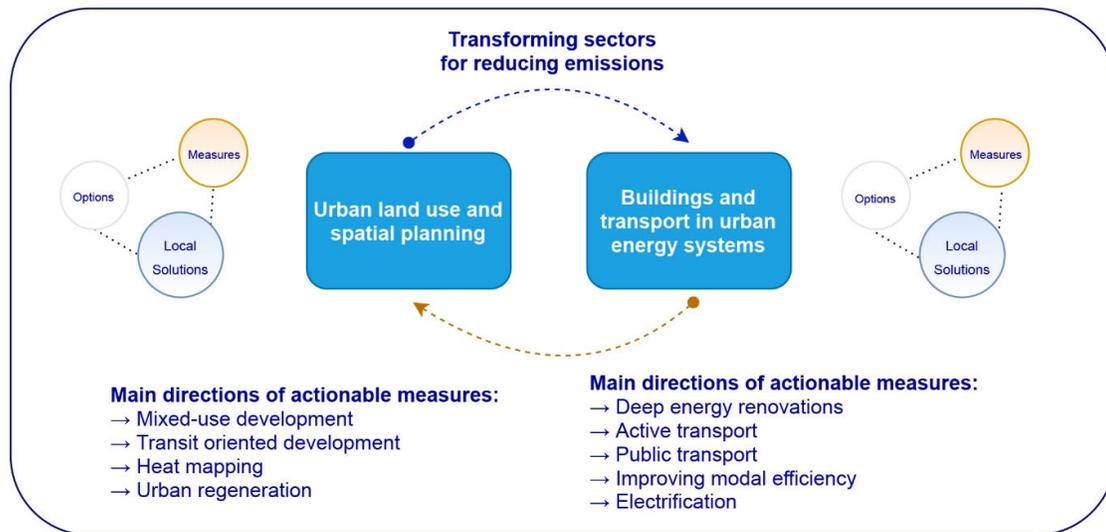 Transforming sectors
for reducing emissions
Measures
Options
Local
Solutions
Urban land use and
spatial planning
Buildings and
transport in urban
energy systems
Measures
Options
Local
Solutions
Main directions of actionable measures:
→ Mixed-use development
→ Transit oriented development
→ Heat mapping
→ Urban regeneration
Main directions of actionable measures:
→ Deep energy renovations
→ Active transport
→ Public transport
→ Improving modal efficiency
→ Electrification